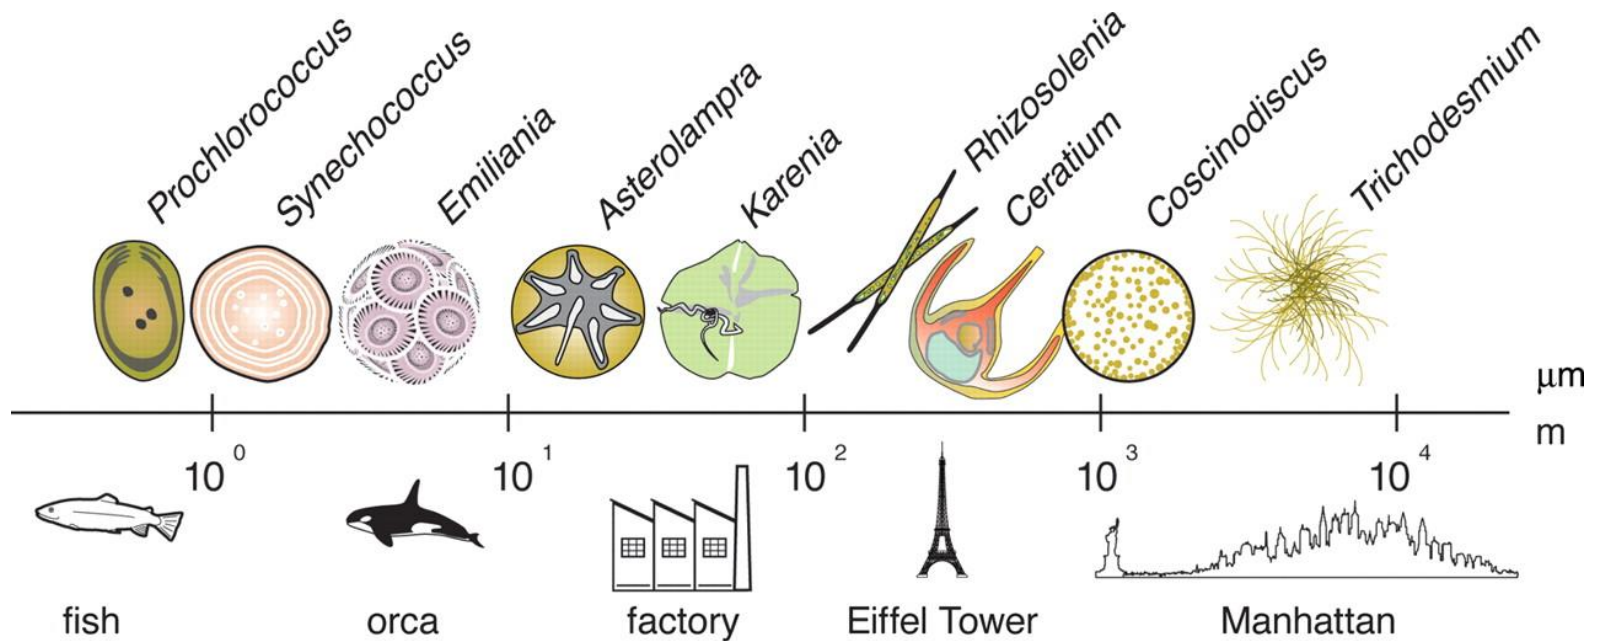 Prochlorococcus
Synechococcus
Emiliania
Asterolampra
Karenia
Rhizosolenia
Ceratium
Coscinodiscus
Trichodesmium
μm
m
10⁰ 10¹ 10² 10³ 10⁴
fish orca factory Eiffel Tower Manhattan